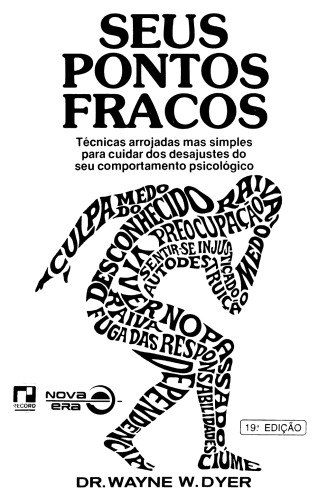 SEUS
PONTOS
FRACOS
Técnicas arrojadas mas simples
para cuidar dos desajustes do
seu comportamento psicológico
CULPA
MEDO
DO
DESCONHECIDO
RAIVA
PREOCUPAÇÃO
MEDO
SENTIR-SE INJUSTIÇADO
AUTODESTRUIÇÃO
VIVER NO PASSADO
RAIVA
FUGA DAS RESPONSABILIDADES
DEPENDÊNCIA
CIÚME
RECORD
NOVA
ERA
19ª EDIÇÃO
DR. WAYNE W. DYER